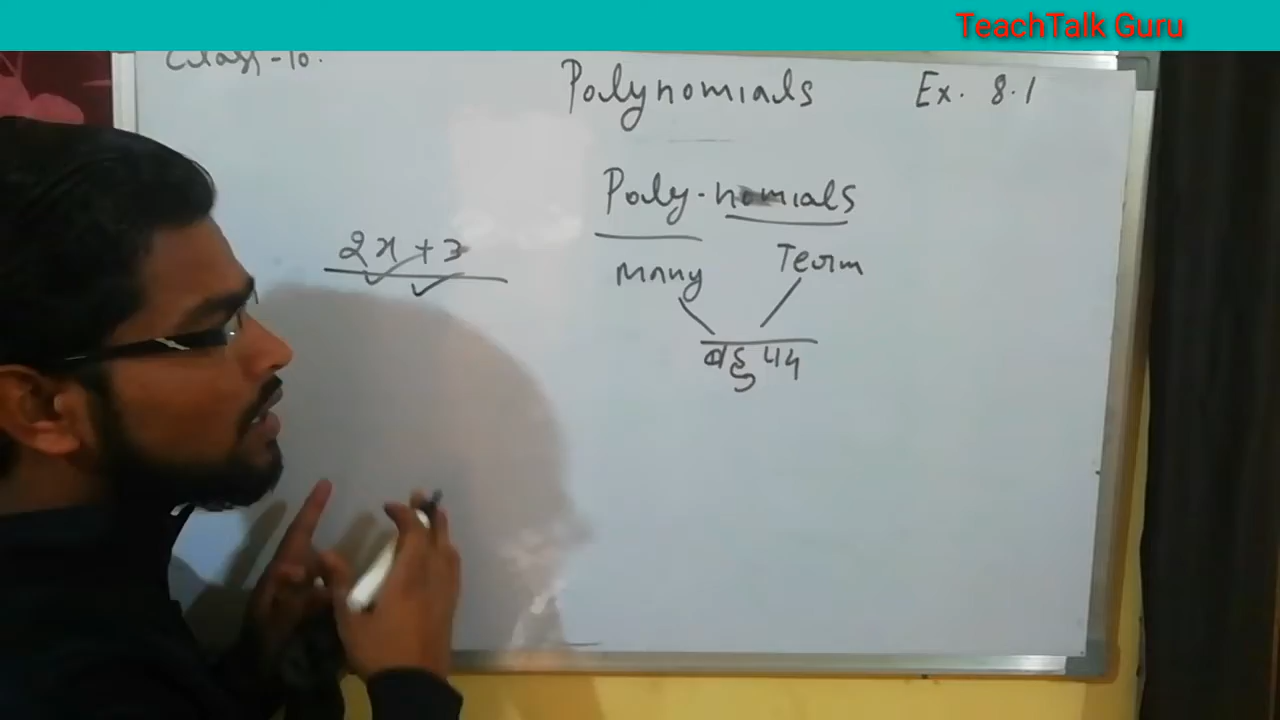 TeachTalk Guru
Class-10.
Polynomials Ex. 8.1
Poly-nomials
2x+3
Many Term
बहुपद